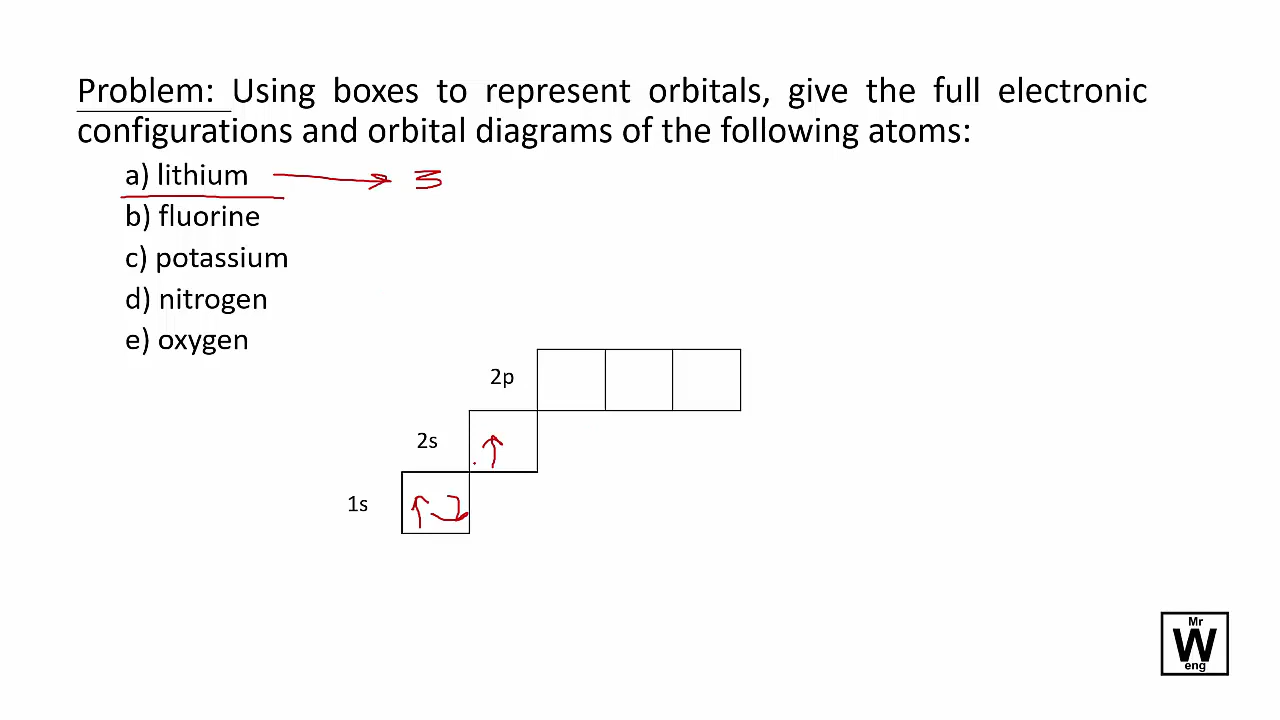 Problem: Using boxes to represent orbitals, give the full electronic
configurations and orbital diagrams of the following atoms:
a) lithium → 3
b) fluorine
c) potassium
d) nitrogen
e) oxygen
2p
2s ↑
1s ↑↓
Mr
W
eng